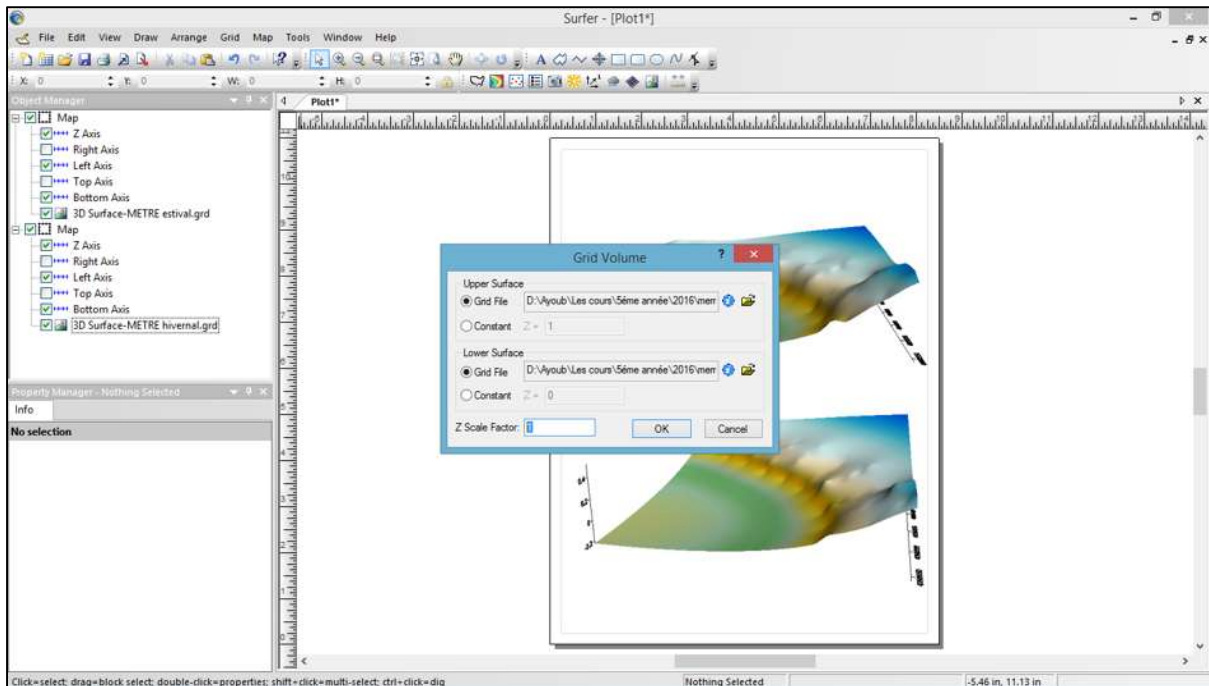 Surfer - [Plot1*]
File Edit View Draw Arrange Grid Map Tools Window Help
X: 0 Y: 0 W: 0 H: 0
Object Manager
Plot1*
Map
Z Axis
Right Axis
Left Axis
Top Axis
Bottom Axis
3D Surface-METRE estival.grd
Map
Z Axis
Right Axis
Left Axis
Top Axis
Bottom Axis
3D Surface-METRE hivernal.grd
Property Manager - Nothing Selected
Info
No selection
Grid Volume
Upper Surface
Grid File D:\Ayoub\Les cours\5éme année\2016\mem
Constant Z = 1
Lower Surface
Grid File D:\Ayoub\Les cours\5éme année\2016\mem
Constant Z = 0
Z Scale Factor: 1
OK Cancel
Click=select; drag=block select; double-click=properties; shift+click=multi-select; ctrl+click=dig
Nothing Selected
-5.46 in, 11.13 in